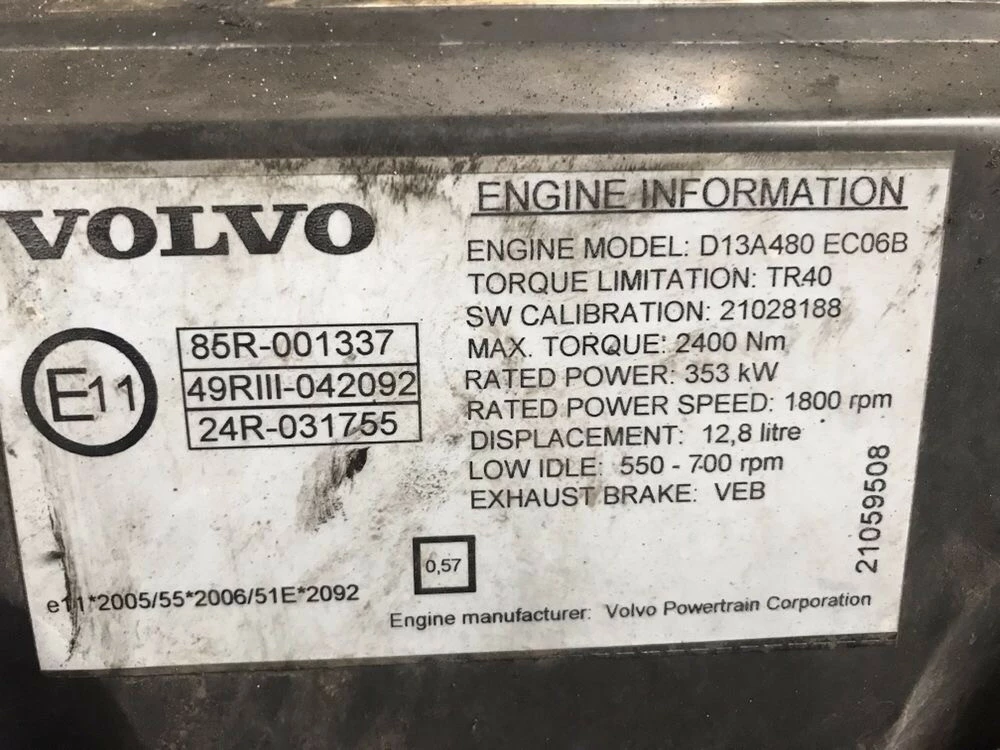 VOLVO
E11
85R-001337
49RIII-042092
24R-031755
ENGINE INFORMATION
ENGINE MODEL: D13A480 EC06B
TORQUE LIMITATION: TR40
SW CALIBRATION: 21028188
MAX. TORQUE: 2400 Nm
RATED POWER: 353 kW
RATED POWER SPEED: 1800 rpm
DISPLACEMENT: 12,8 litre
LOW IDLE: 550 - 700 rpm
EXHAUST BRAKE: VEB
21059508
0,57
e11*2005/55*2006/51E*2092
Engine manufacturer: Volvo Powertrain Corporation